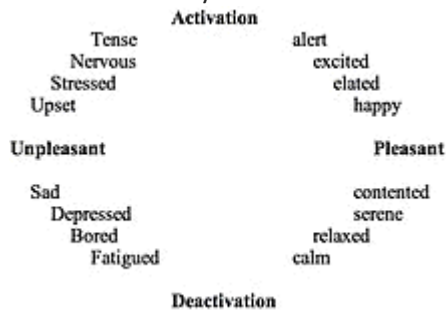 Activation
Tense alert
Nervous excited
Stressed elated
Upset happy
Unpleasant Pleasant
Sad contented
Depressed serene
Bored relaxed
Fatigued calm
Deactivation